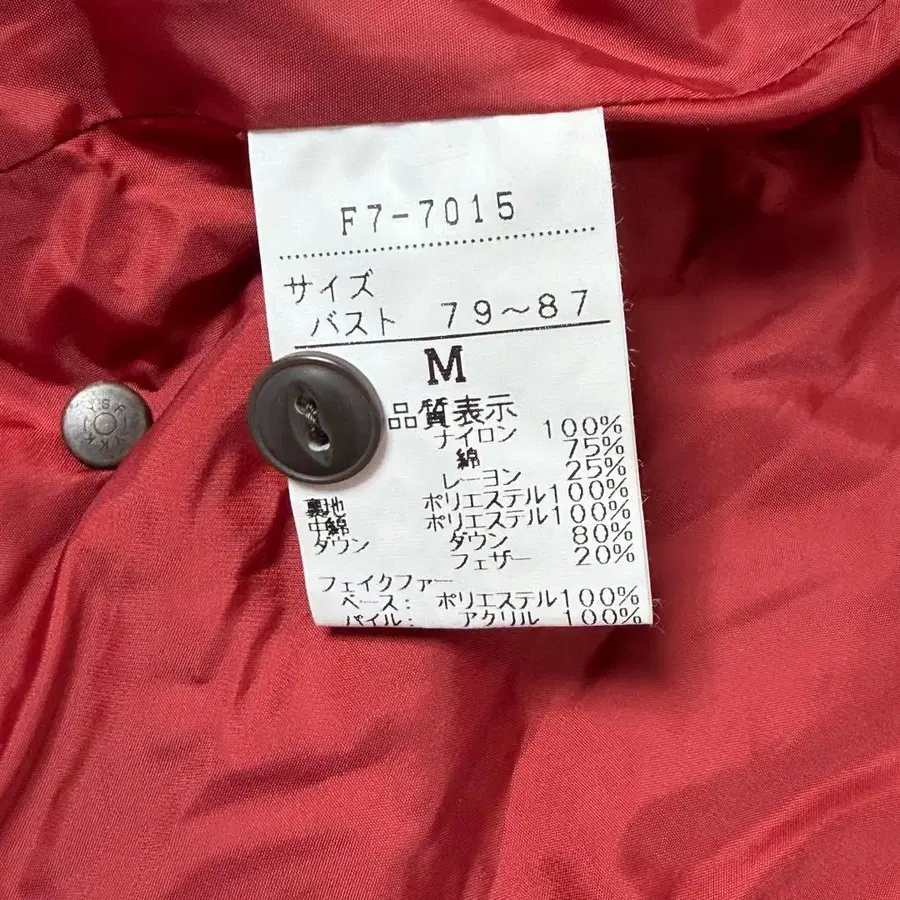 F7-7015
サイズ
バスト 79～87
M
品質表示
ナイロン 100%
綿 75%
レーヨン 25%
裏地 ポリエステル100%
中綿 ポリエステル100%
ダウン ダウン 80%
フェザー 20%
フェイクファー
ベース: ポリエステル100%
パイル: アクリル 100%